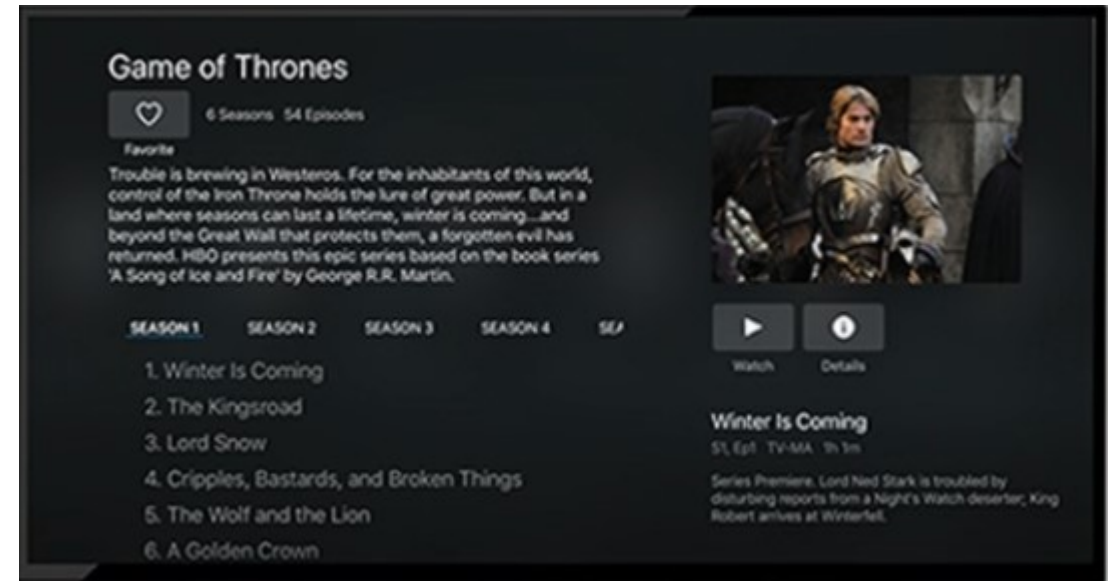 Game of Thrones
6 Seasons 54 Episodes
Favorite
Trouble is brewing in Westeros. For the inhabitants of this world,
control of the Iron Throne holds the lure of great power. But in a
land where seasons can last a lifetime, winter is coming...and
beyond the Great Wall that protects them, a forgotten evil has
returned. HBO presents this epic series based on the book series
'A Song of Ice and Fire' by George R.R. Martin.
SEASON 1 SEASON 2 SEASON 3 SEASON 4 SEA
1. Winter Is Coming
2. The Kingsroad
3. Lord Snow
4. Cripples, Bastards, and Broken Things
5. The Wolf and the Lion
6. A Golden Crown
Watch Details
Winter Is Coming
S1, Ep1 TV-MA 1h 1m
Series Premiere. Lord Ned Stark is troubled by
disturbing reports from a Night's Watch deserter; King
Robert arrives at Winterfell.